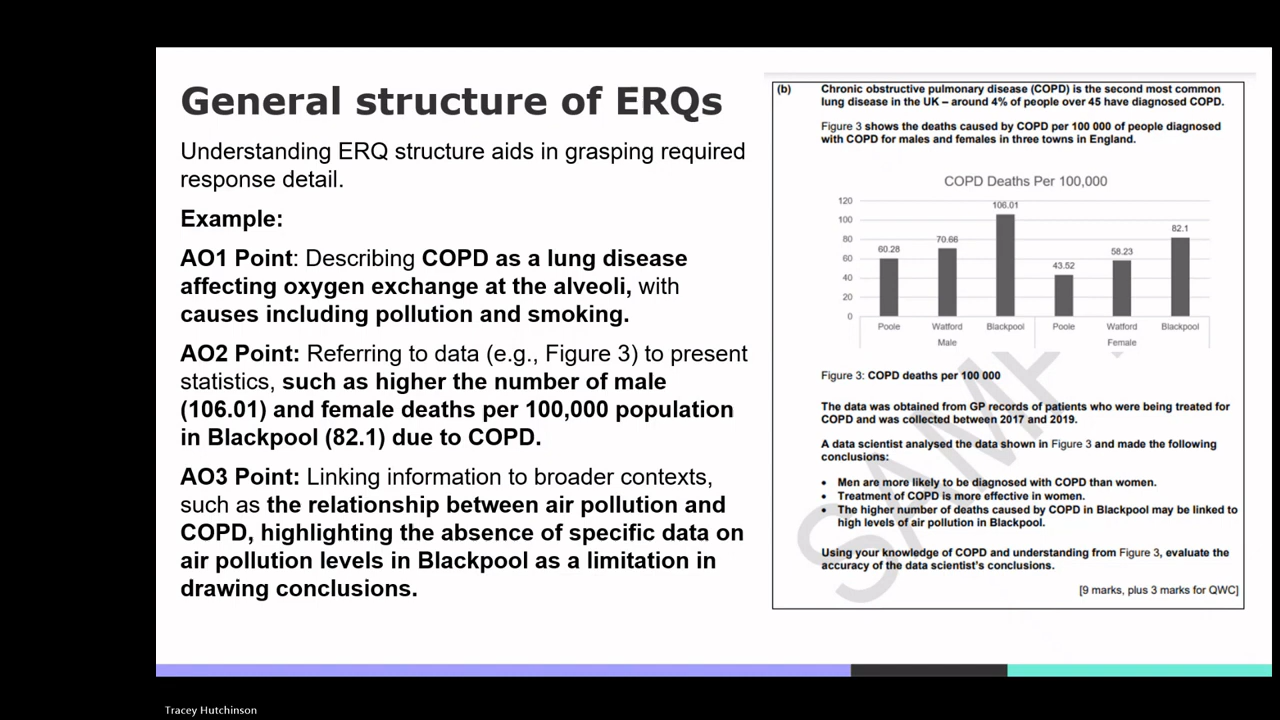 General structure of ERQs
Understanding ERQ structure aids in grasping required
response detail.
Example:
AO1 Point: Describing COPD as a lung disease
affecting oxygen exchange at the alveoli, with
causes including pollution and smoking.
AO2 Point: Referring to data (e.g., Figure 3) to present
statistics, such as higher the number of male
(106.01) and female deaths per 100,000 population
in Blackpool (82.1) due to COPD.
AO3 Point: Linking information to broader contexts,
such as the relationship between air pollution and
COPD, highlighting the absence of specific data on
air pollution levels in Blackpool as a limitation in
drawing conclusions.
(b) Chronic obstructive pulmonary disease (COPD) is the second most common
lung disease in the UK – around 4% of people over 45 have diagnosed COPD.
Figure 3 shows the deaths caused by COPD per 100 000 of people diagnosed
with COPD for males and females in three towns in England.
COPD Deaths Per 100,000
120
100
80
60
40
20
0
60.28
70.66
106.01
43.52
58.23
82.1
Poole Watford Blackpool Poole Watford Blackpool
Male Female
Figure 3: COPD deaths per 100 000
The data was obtained from GP records of patients who were being treated for
COPD and was collected between 2017 and 2019.
A data scientist analysed the data shown in Figure 3 and made the following
conclusions:
• Men are more likely to be diagnosed with COPD than women.
• Treatment of COPD is more effective in women.
• The higher number of deaths caused by COPD in Blackpool may be linked to
high levels of air pollution in Blackpool.
Using your knowledge of COPD and understanding from Figure 3, evaluate the
accuracy of the data scientist's conclusions.
[9 marks, plus 3 marks for QWC]
Tracey Hutchinson